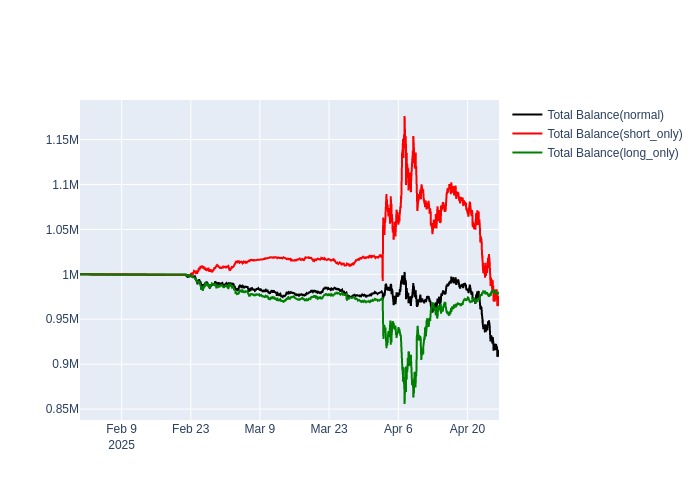 Total Balance(normal)
Total Balance(short_only)
Total Balance(long_only)
1.15M
1.1M
1.05M
1M
0.95M
0.9M
0.85M
Feb 9
2025
Feb 23
Mar 9
Mar 23
Apr 6
Apr 20